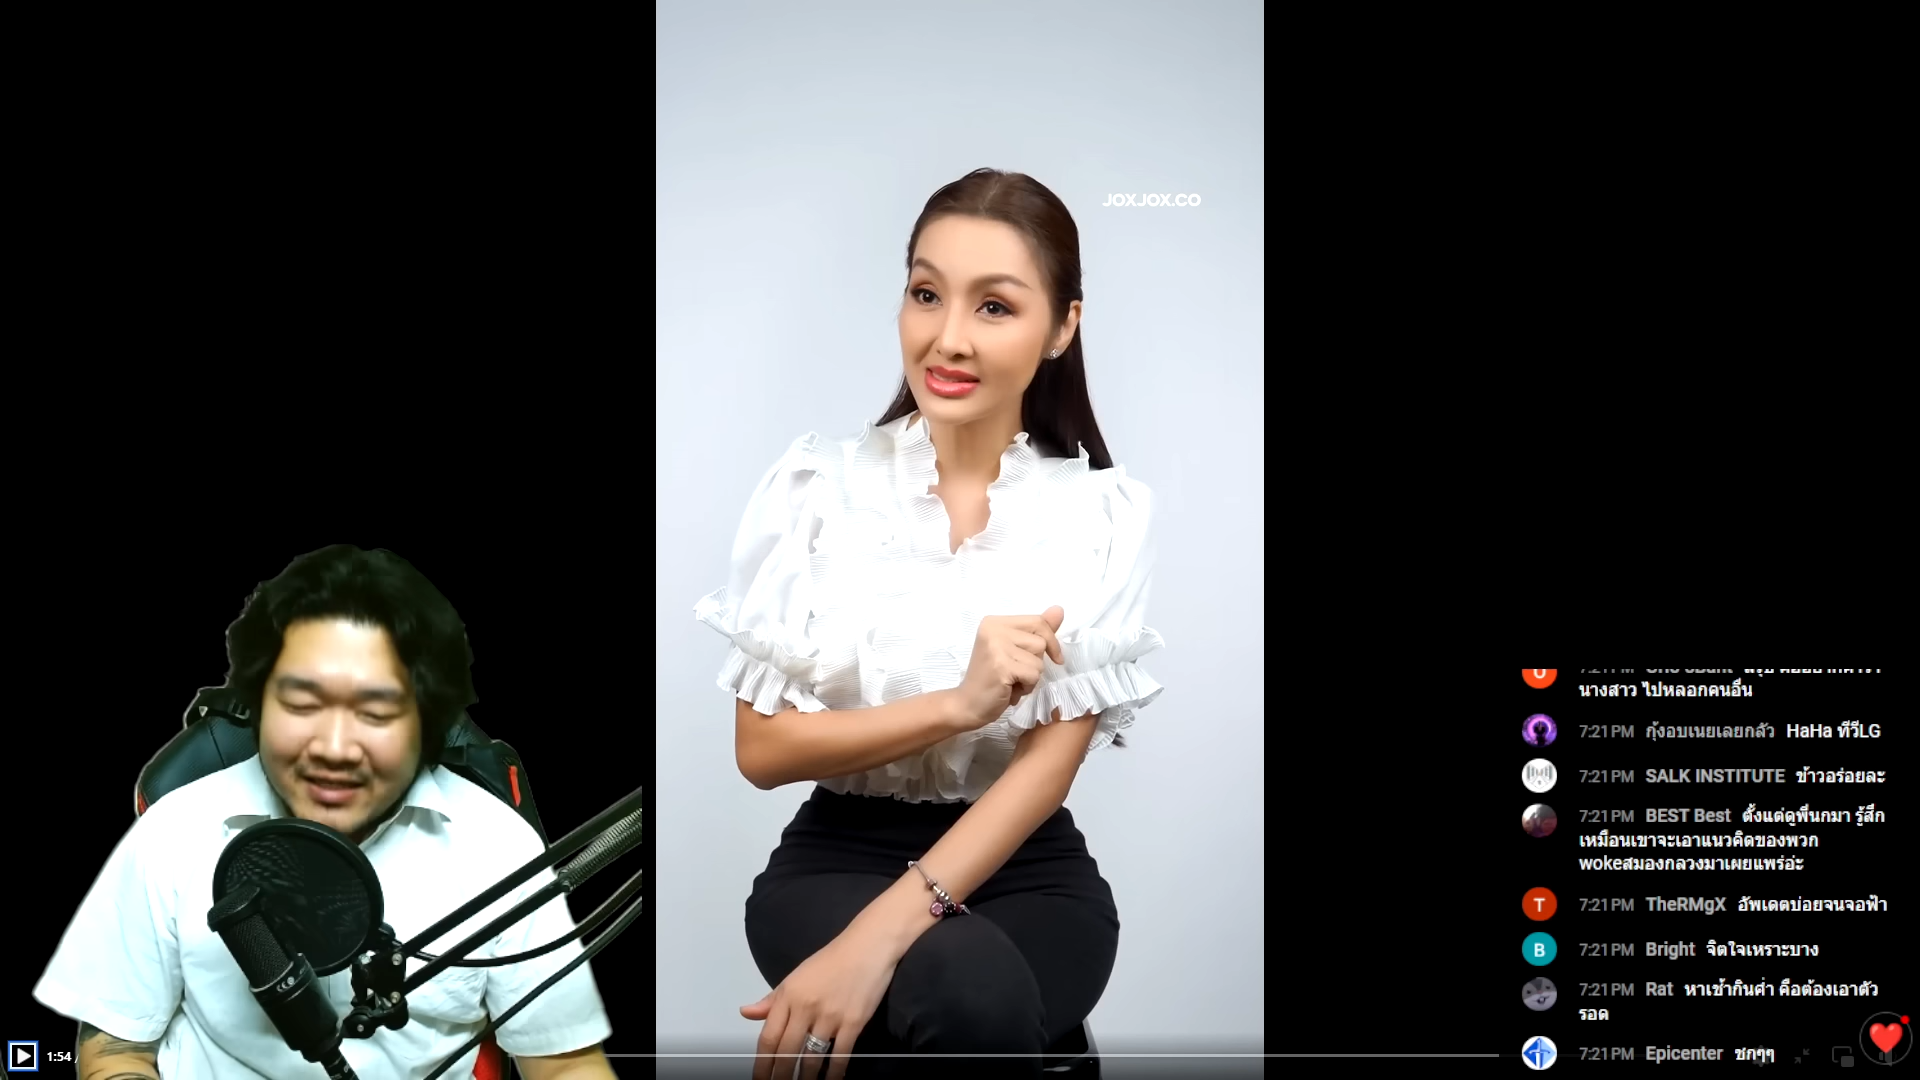 JOXJOX.CO
นางสาว ไปหลอกคนอื่น
7:21 PM กุ้งอบเนยเลยกลัว HaHa ทีวีLG
7:21 PM SALK INSTITUTE ข้าวอร่อยละ
7:21 PM BEST Best ตั้งแต่ดูพี่นกมา รู้สึก
เหมือนเขาจะเอาแนวคิดของพวก
wokeสมองกลวงมาเผยแพร่อ่ะ
T 7:21 PM TheRMgX อัพเดตบ่อยจนจอฟ้า
B 7:21 PM Bright จิตใจเหราะบาง
7:21 PM Rat หาเช้ากินค่ำ คือต้องเอาตัว
รอด
7:21 PM Epicenter ชกๆๆ
1:54 /